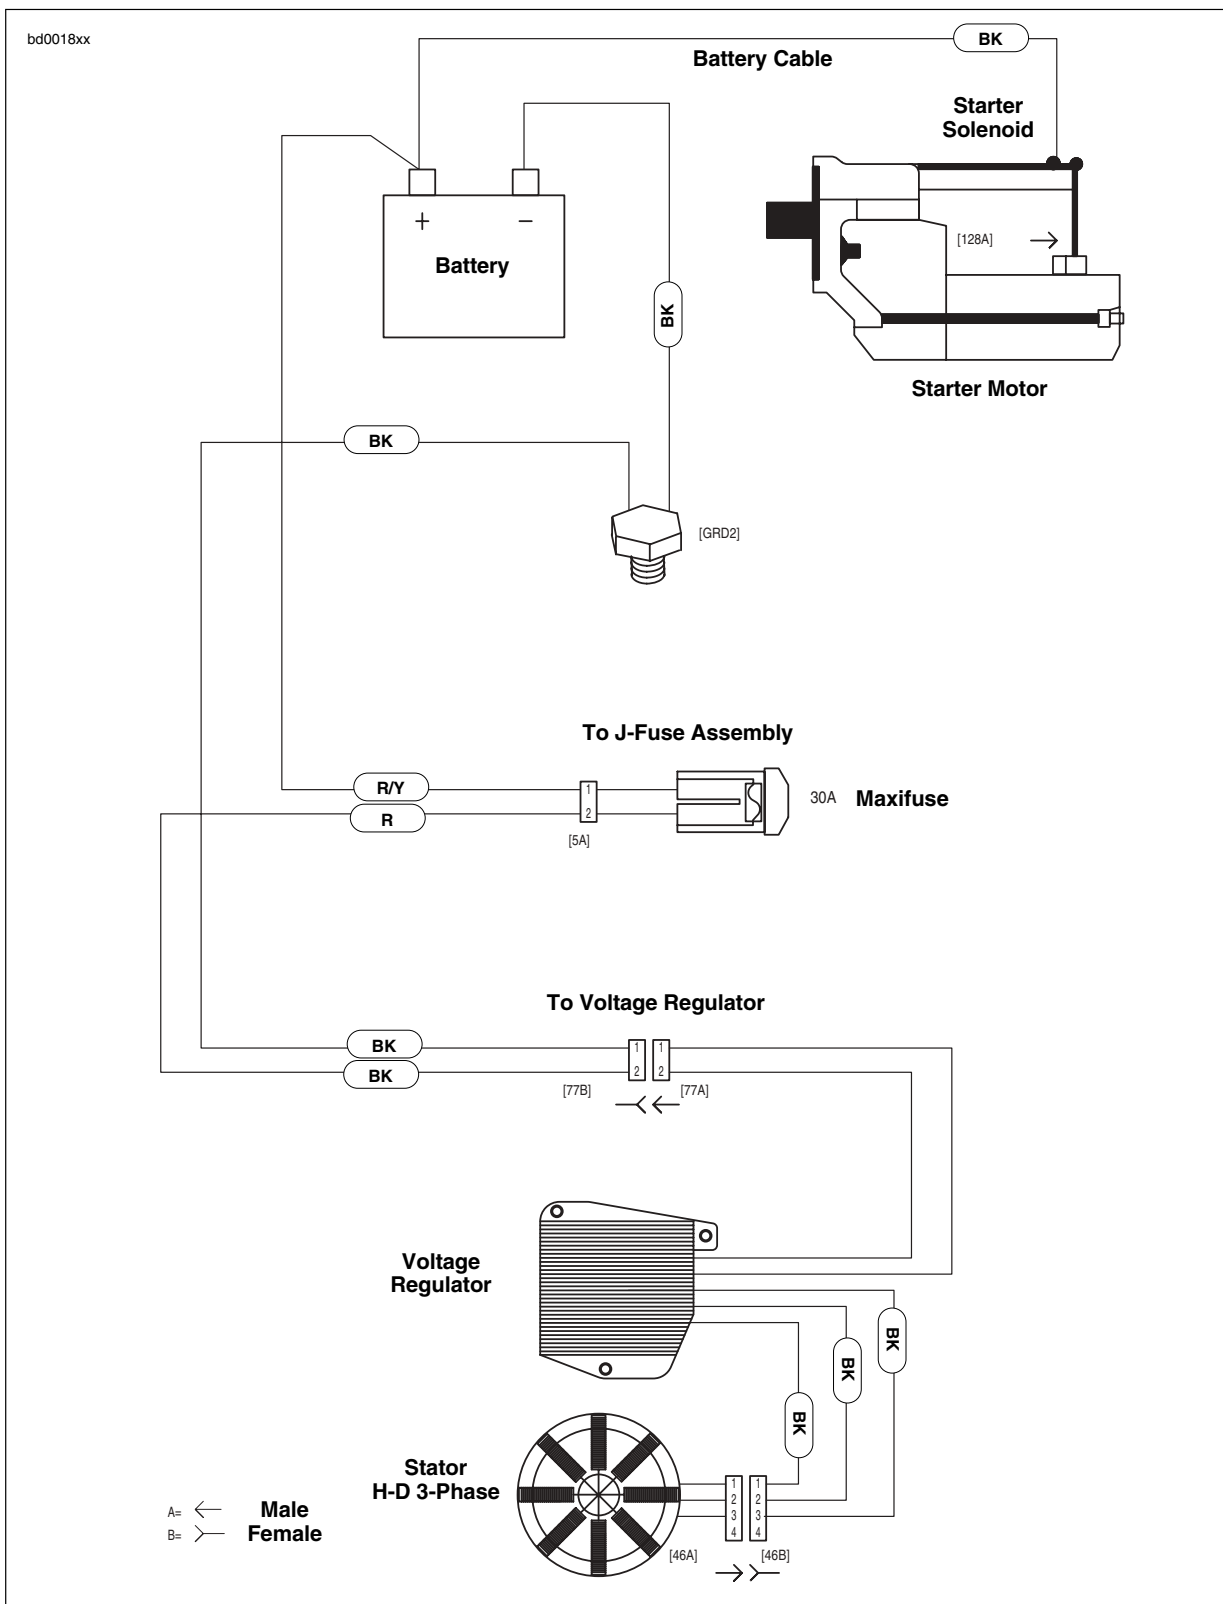 bd0018xx
BK
Battery Cable
Starter
Solenoid
+ −
Battery
[128A]
BK
Starter Motor
BK
[GRD2]
To J-Fuse Assembly
R/Y
1
30A Maxifuse
R
2
[5A]
To Voltage Regulator
BK
1 1
BK
2 2
[77B] [77A]
Voltage
Regulator
BK
BK
BK
Stator
H-D 3-Phase
1 1
2 2
3 3
4 4
A= Male
B= Female
[46A] [46B]